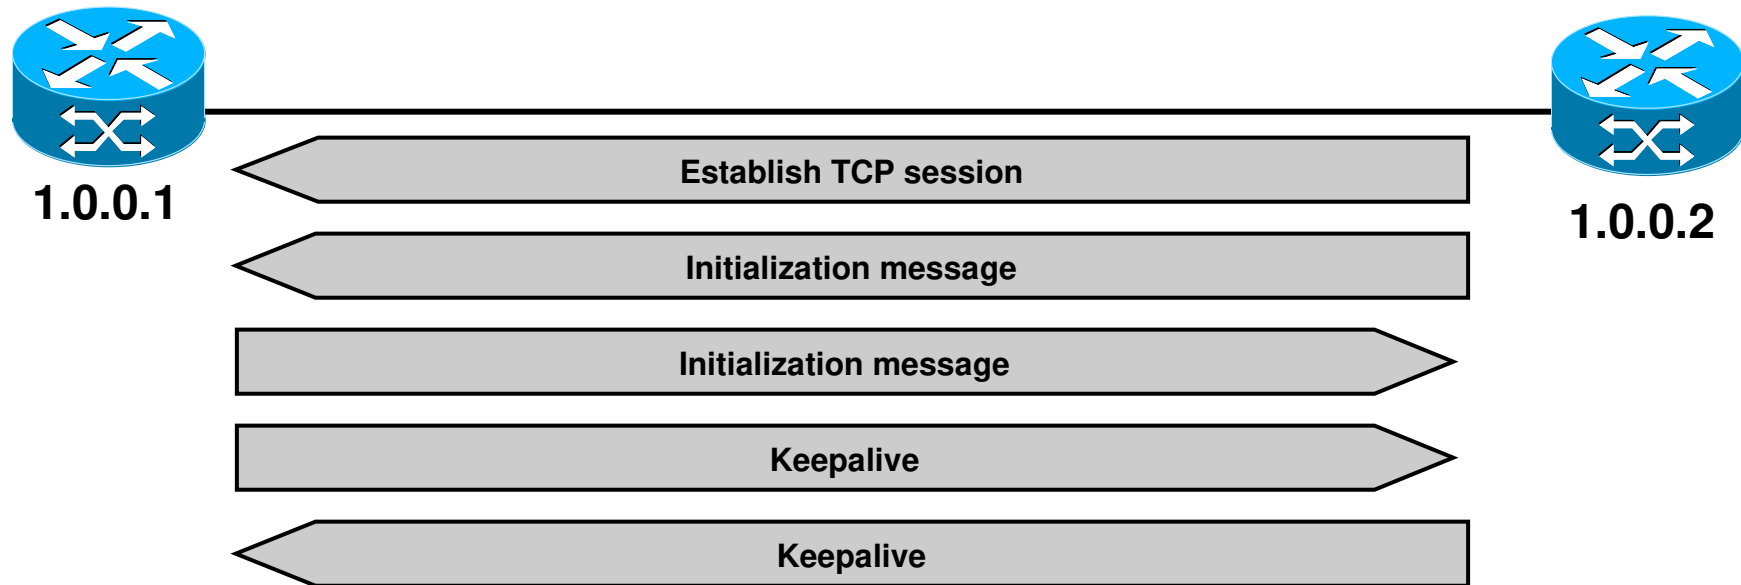 1.0.0.1
1.0.0.2
Establish TCP session
Initialization message
Initialization message
Keepalive
Keepalive